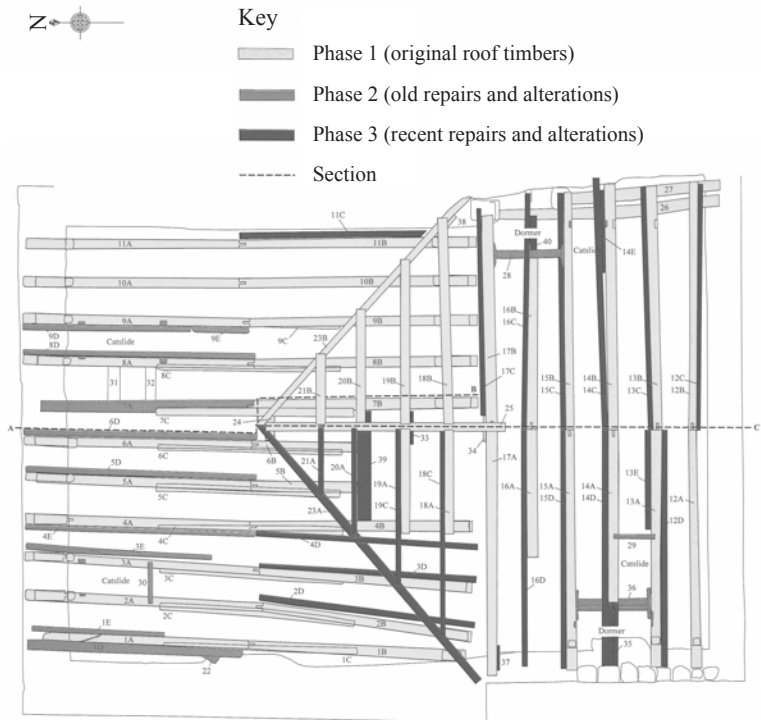 N
Key
Phase 1 (original roof timbers)
Phase 2 (old repairs and alterations)
Phase 3 (recent repairs and alterations)
Section
27
26
38
11C
Dormer
40
Catslide
14E
11A
11B
28
10A
10B
16B
16C
9A
9B
9D
9E
9C
23B
8D
Catslide
17B
17C
8A
8B
8C
21B
20B
19B
18B
15B
15C
14B
14C
13B
13C
12C
12B
31
32
B
7B
25
6D
7C
24
A
C
6A
6B
6C
33
34
5D
21A
20A
39
18C
17A
16A
15A
15D
14A
14D
13E
13A
12A
5B
19A
5A
5C
23A
19C
18A
12D
4A
4B
4E
4C
4D
29
3E
3A
Catslide
30
3C
3B
3D
Catslide
16D
36
2D
2A
2C
2B
1E
Dormer
1A
1B
1D
1C
22
37
35